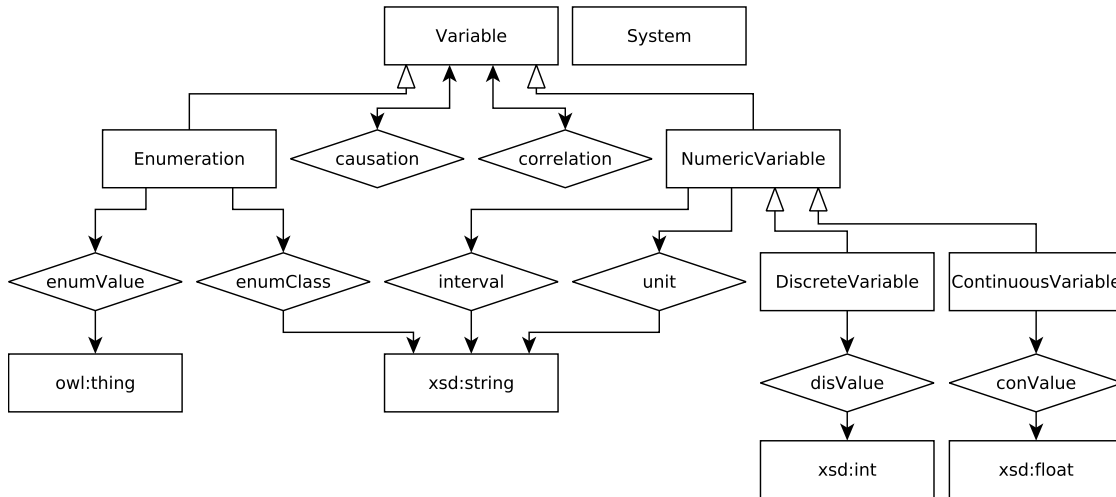 Variable
System
Enumeration
causation
correlation
NumericVariable
enumValue
enumClass
interval
unit
DiscreteVariable
ContinuousVariable
owl:thing
xsd:string
disValue
conValue
xsd:int
xsd:float